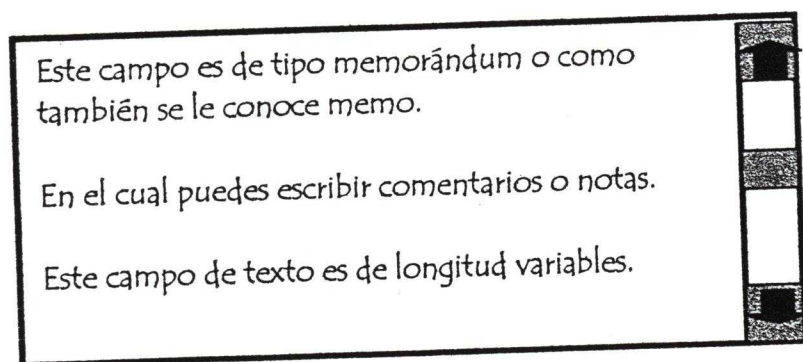 Este campo es de tipo memorándum o como
también se le conoce memo.
En el cual puedes escribir comentarios o notas.
Este campo de texto es de longitud variables.